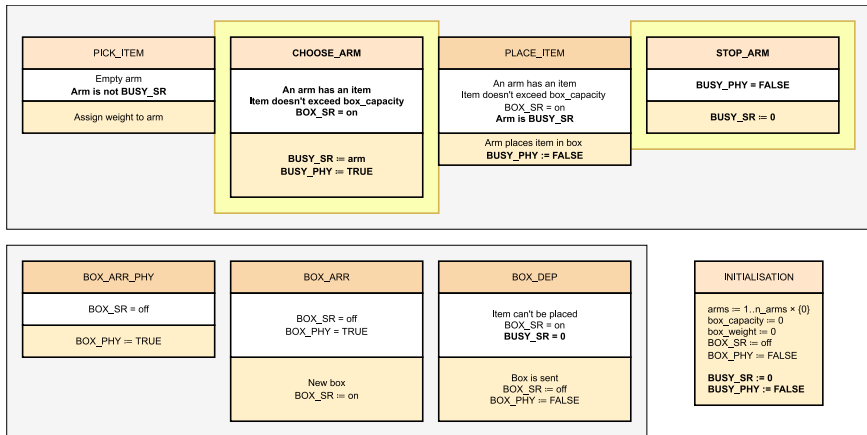 PICK_ITEM
Empty arm
Arm is not BUSY_SR
Assign weight to arm
CHOOSE_ARM
An arm has an item
Item doesn't exceed box_capacity
BOX_SR = on
BUSY_SR ≔ arm
BUSY_PHY ≔ TRUE
PLACE_ITEM
An arm has an item
Item doesn't exceed box_capacity
BOX_SR = on
Arm is BUSY_SR
Arm places item in box
BUSY_PHY := FALSE
STOP_ARM
BUSY_PHY = FALSE
BUSY_SR ≔ 0
BOX_ARR_PHY
BOX_SR = off
BOX_PHY ≔ TRUE
BOX_ARR
BOX_SR = off
BOX_PHY = TRUE
New box
BOX_SR ≔ on
BOX_DEP
Item can't be placed
BOX_SR = on
BUSY_SR = 0
Box is sent
BOX_SR ≔ off
BOX_PHY ≔ FALSE
INITIALISATION
arms ≔ 1..n_arms × {0}
box_capacity ≔ 0
box_weight ≔ 0
BOX_SR ≔ off
BOX_PHY ≔ FALSE
BUSY_SR := 0
BUSY_PHY := FALSE